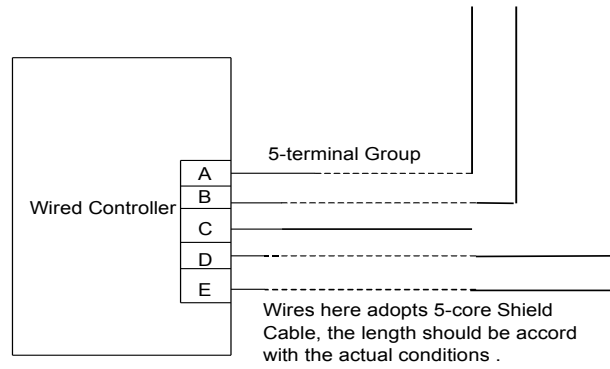 5-terminal Group
A
B
Wired Controller
C
D
E
Wires here adopts 5-core Shield
Cable, the length should be accord
with the actual conditions .